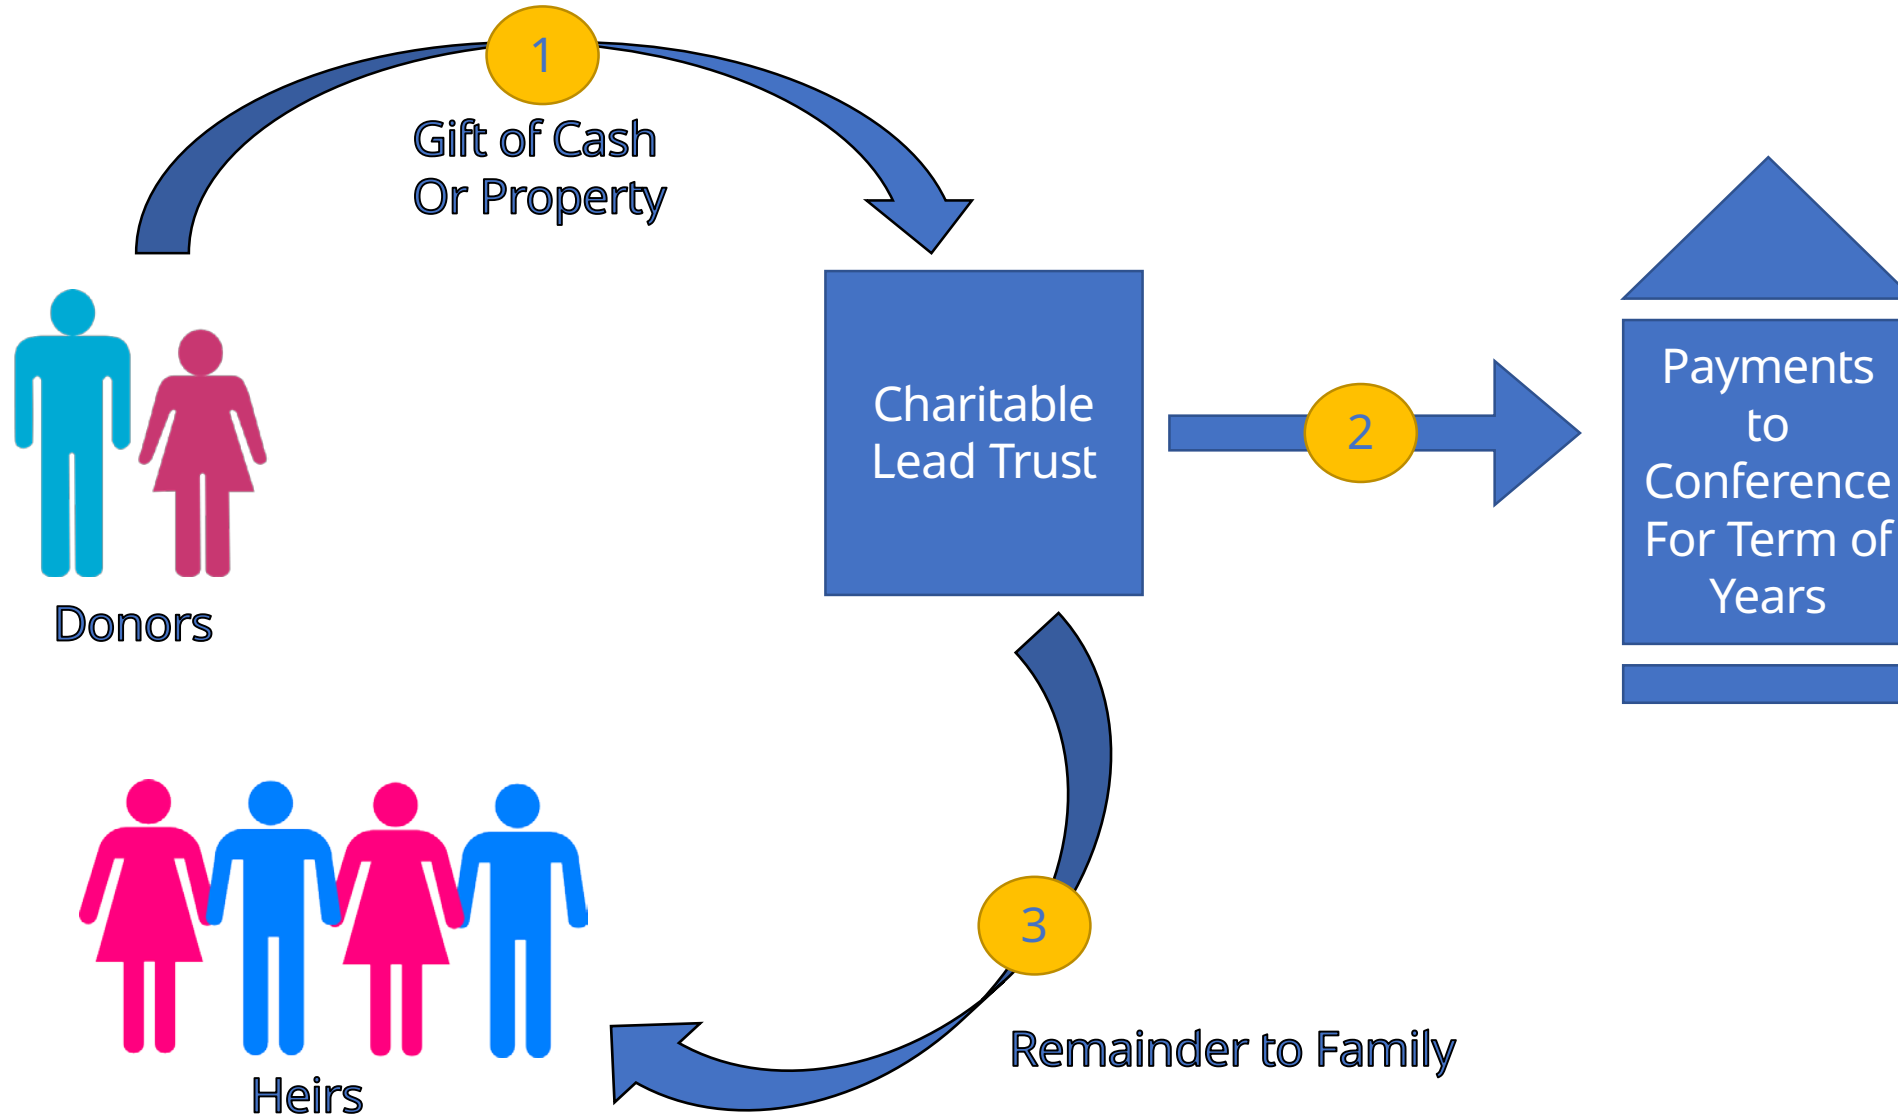 1
Gift of Cash
Or Property
Donors
Charitable
Lead Trust
2
Payments
to
Conference
For Term of
Years
3
Remainder to Family
Heirs